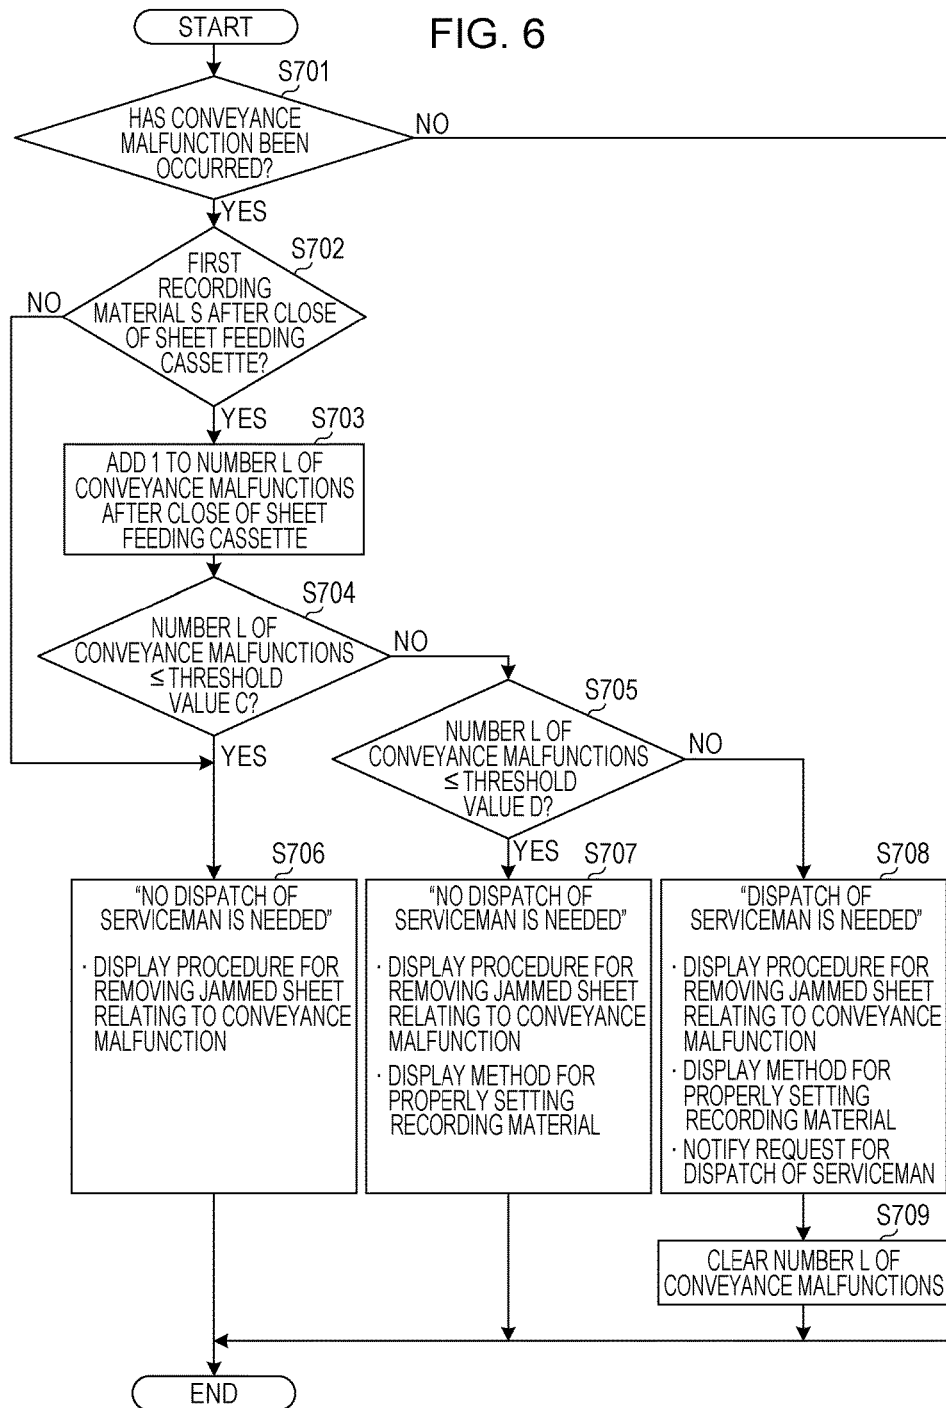 START
FIG. 6
S701
HAS CONVEYANCE
MALFUNCTION BEEN
OCCURRED?
NO
YES
S702
FIRST
RECORDING
MATERIAL S AFTER CLOSE
OF SHEET FEEDING
CASSETTE?
NO
YES
S703
ADD 1 TO NUMBER L OF
CONVEYANCE MALFUNCTIONS
AFTER CLOSE OF SHEET
FEEDING CASSETTE
S704
NUMBER L OF
CONVEYANCE MALFUNCTIONS
≤ THRESHOLD
VALUE C?
NO
YES
S705
NUMBER L OF
CONVEYANCE MALFUNCTIONS
≤ THRESHOLD
VALUE D?
NO
YES
S706
"NO DISPATCH OF
SERVICEMAN IS NEEDED"
· DISPLAY PROCEDURE FOR
REMOVING JAMMED SHEET
RELATING TO CONVEYANCE
MALFUNCTION
S707
"NO DISPATCH OF
SERVICEMAN IS NEEDED"
· DISPLAY PROCEDURE FOR
REMOVING JAMMED SHEET
RELATING TO CONVEYANCE
MALFUNCTION
· DISPLAY METHOD FOR
PROPERLY SETTING
RECORDING MATERIAL
S708
"DISPATCH OF
SERVICEMAN IS NEEDED"
· DISPLAY PROCEDURE FOR
REMOVING JAMMED SHEET
RELATING TO CONVEYANCE
MALFUNCTION
· DISPLAY METHOD FOR
PROPERLY SETTING
RECORDING MATERIAL
· NOTIFY REQUEST FOR
DISPATCH OF SERVICEMAN
S709
CLEAR NUMBER L OF
CONVEYANCE MALFUNCTIONS
END